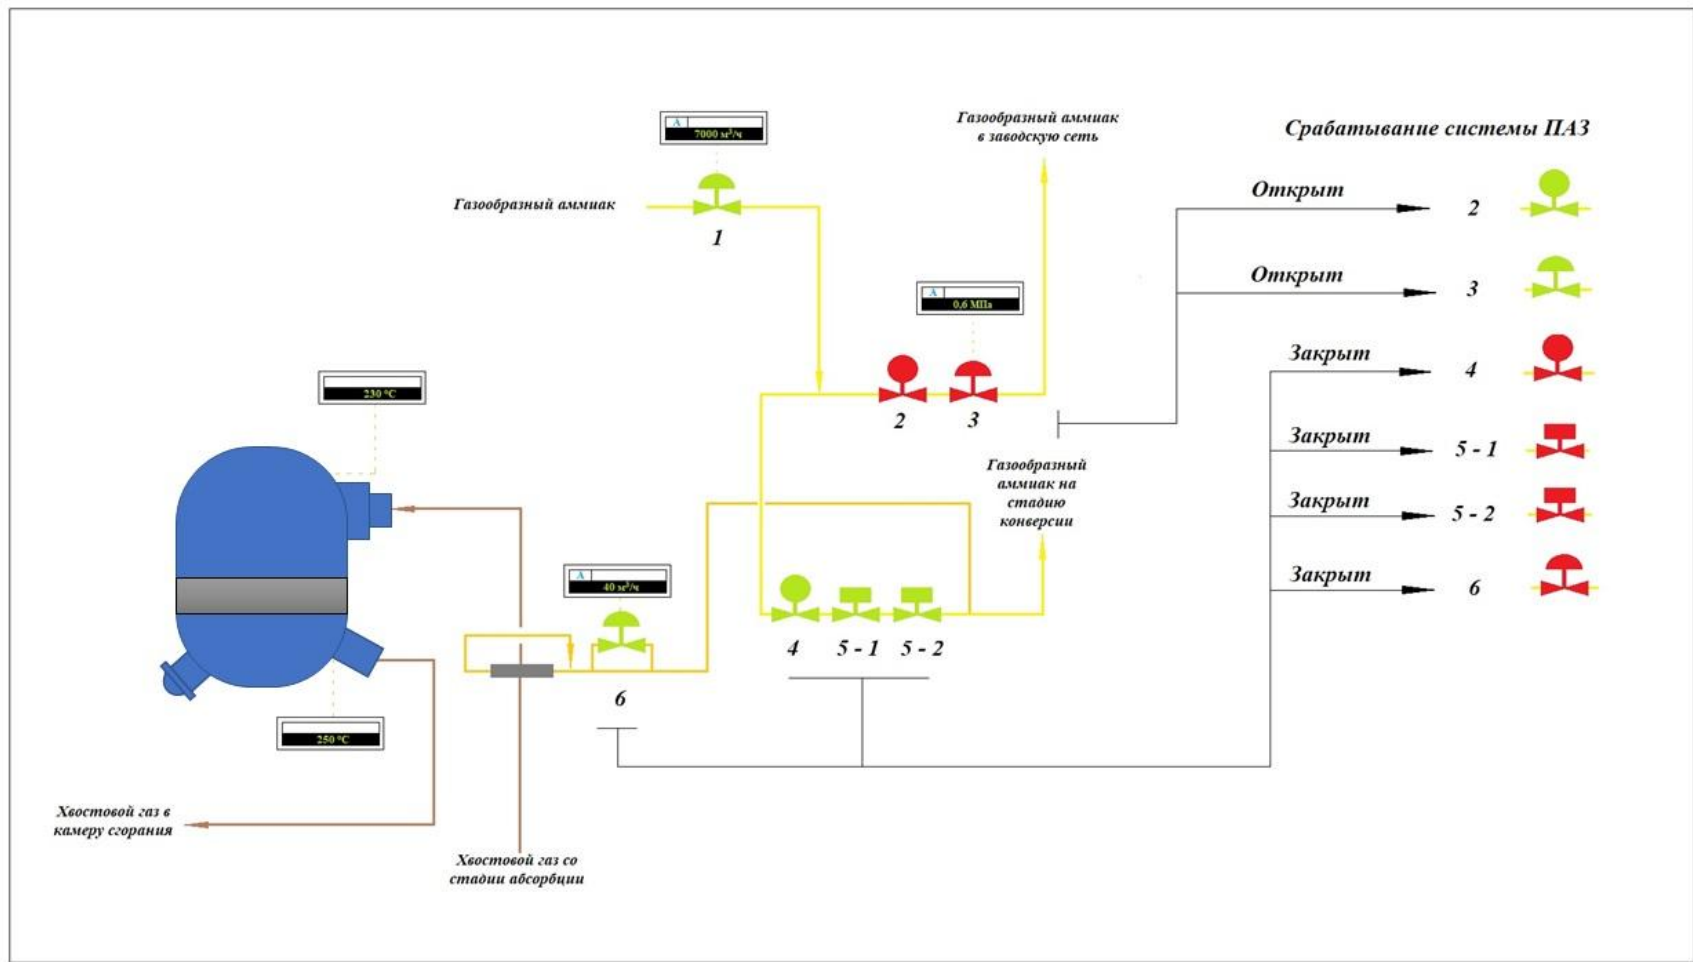 Срабатывание системы ПАЗ
Газообразный аммиак
в заводскую сеть
А
7000 м³/ч
Газообразный аммиак
1
Открыт
2
Открыт
3
А
0,6 МПа
Закрыт
4
230 °C
2
3
Закрыт
5 - 1
Газообразный
аммиак на
стадию
конверсии
Закрыт
5 - 2
А
40 м³/ч
Закрыт
6
4
5 - 1
5 - 2
6
250 °C
Хвостовой газ в
камеру сгорания
Хвостовой газ со
стадии абсорбции